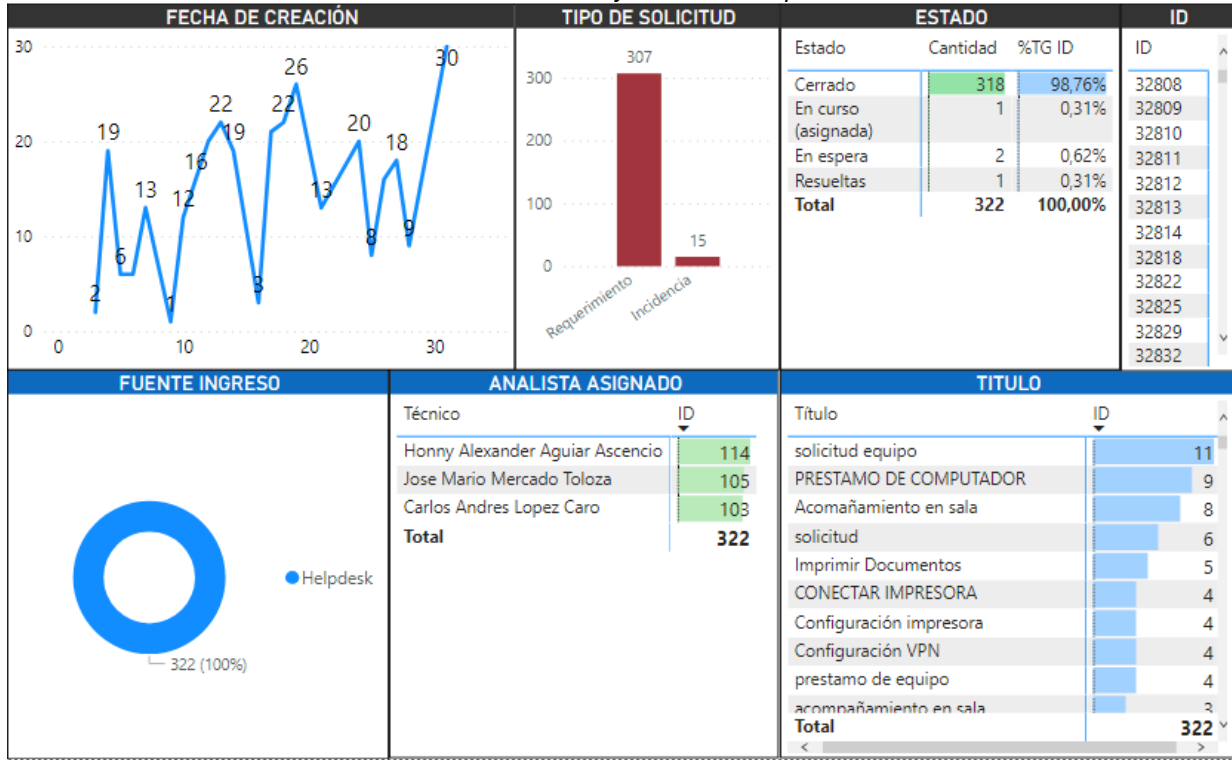 FECHA DE CREACIÓN
30
20
10
0
0 10 20 30
2
19
6
13
1
12
16
22
19
3
22
26
13
20
8
18
9
30
TIPO DE SOLICITUD
300
200
100
0
307
15
Requerimiento
Incidencia
ESTADO
Estado Cantidad %TG ID
Cerrado 318 98,76%
En curso 1 0,31%
(asignada)
En espera 2 0,62%
Resueltas 1 0,31%
Total 322 100,00%
ID
ID
32808
32809
32810
32811
32812
32813
32814
32818
32822
32825
32829
32832
FUENTE INGRESO
Helpdesk
322 (100%)
ANALISTA ASIGNADO
Técnico ID
Honny Alexander Aguiar Ascencio 114
Jose Mario Mercado Toloza 105
Carlos Andres Lopez Caro 103
Total 322
TITULO
Título ID
solicitud equipo 11
PRESTAMO DE COMPUTADOR 9
Acomañamiento en sala 8
solicitud 6
Imprimir Documentos 5
CONECTAR IMPRESORA 4
Configuración impresora 4
Configuración VPN 4
prestamo de equipo 4
acompañamiento en sala 3
Total 322